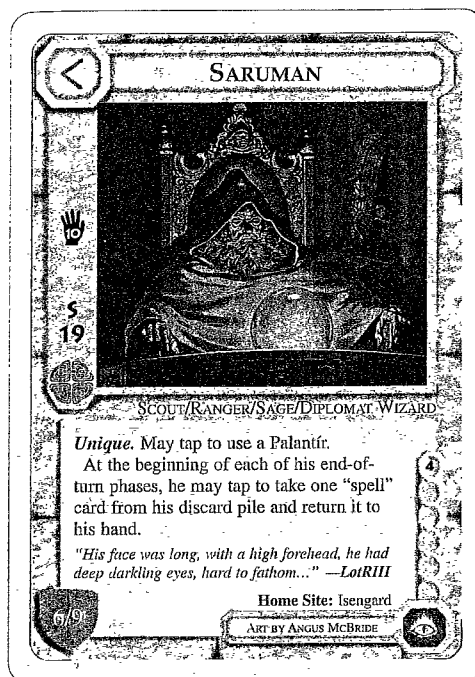 SARUMAN
10
S
19
SCOUT/RANGER/SAGE/DIPLOMAT WIZARD
Unique. May tap to use a Palantír.
At the beginning of each of his end-of-
turn phases, he may tap to take one “spell”
card from his discard pile and return it to
his hand.
4
"His face was long, with a high forehead, he had
deep darkling eyes, hard to fathom..." —LotRIII
Home Site: Isengard
6/9
ART BY ANGUS MCBRIDE